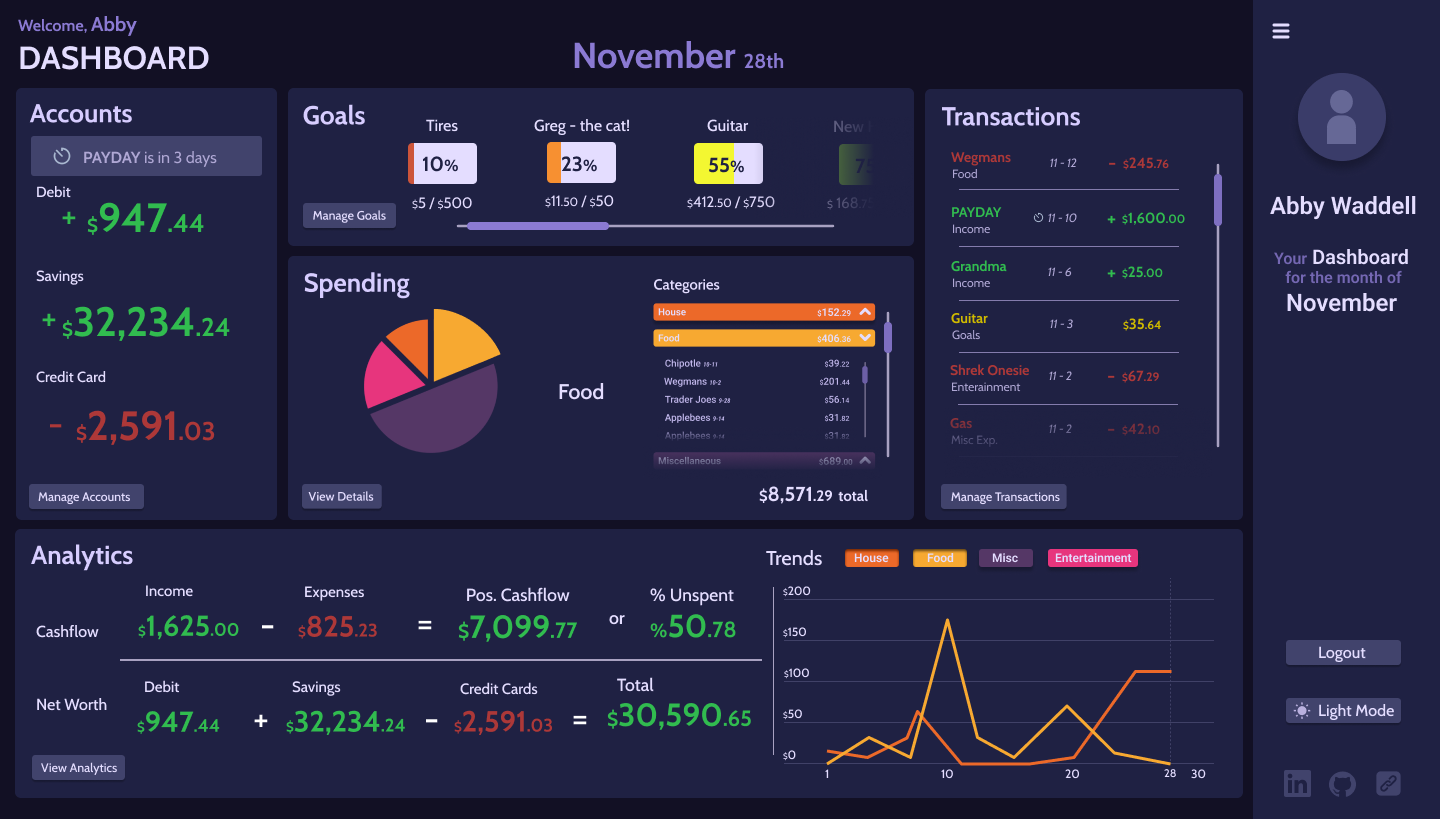 Welcome, Abby
DASHBOARD
November 28th
Accounts
PAYDAY is in 3 days
Debit
+ $947.44
Savings
+ $32,234.24
Credit Card
- $2,591.03
Manage Accounts
Goals
Tires
10%
$5 / $500
Greg - the cat!
23%
$11.50 / $50
Guitar
55%
$412.50 / $750
New
$ 168.
Manage Goals
Spending
Food
View Details
Categories
House $152.29
Food $406.36
Chipotle 10-11 $39.22
Wegmans 10-2 $201.44
Trader Joes 9-28 $56.14
Applebees 9-14 $31.82
Applebees 9-14 $31.82
Miscellaneous $689.00
$8,571.29 total
Transactions
Wegmans 11 - 12 - $245.76
Food
PAYDAY 11 - 10 + $1,600.00
Income
Grandma 11 - 6 + $25.00
Income
Guitar 11 - 3 $35.64
Goals
Shrek Onesie 11 - 2 - $67.29
Enterainment
Gas 11 - 2 - $42.10
Misc Exp.
Manage Transactions
Analytics
Cashflow
Income
$1,625.00
-
Expenses
$825.23
=
Pos. Cashflow
$7,099.77
or
% Unspent
%50.78
Net Worth
Debit
$947.44
+
Savings
$32,234.24
-
Credit Cards
$2,591.03
=
Total
$30,590.65
View Analytics
Trends House Food Misc Entertainment
$200
$150
$100
$50
$0
1 10 20 28 30
Abby Waddell
Your Dashboard
for the month of
November
Logout
Light Mode
in